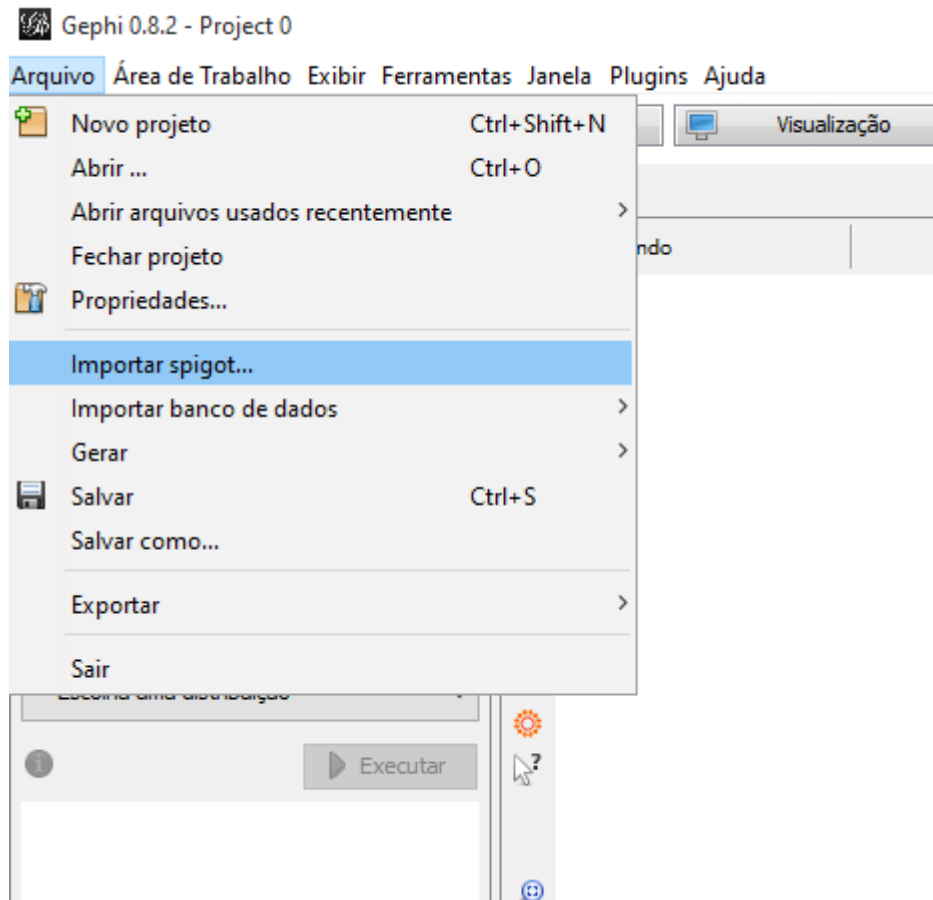 Gephi 0.8.2 - Project 0
Arquivo Área de Trabalho Exibir Ferramentas Janela Plugins Ajuda
Novo projeto Ctrl+Shift+N
Visualização
Abrir ... Ctrl+O
Abrir arquivos usados recentemente
Fechar projeto
ndo
Propriedades...
Importar spigot...
Importar banco de dados
Gerar
Salvar Ctrl+S
Salvar como...
Exportar
Sair
Executar